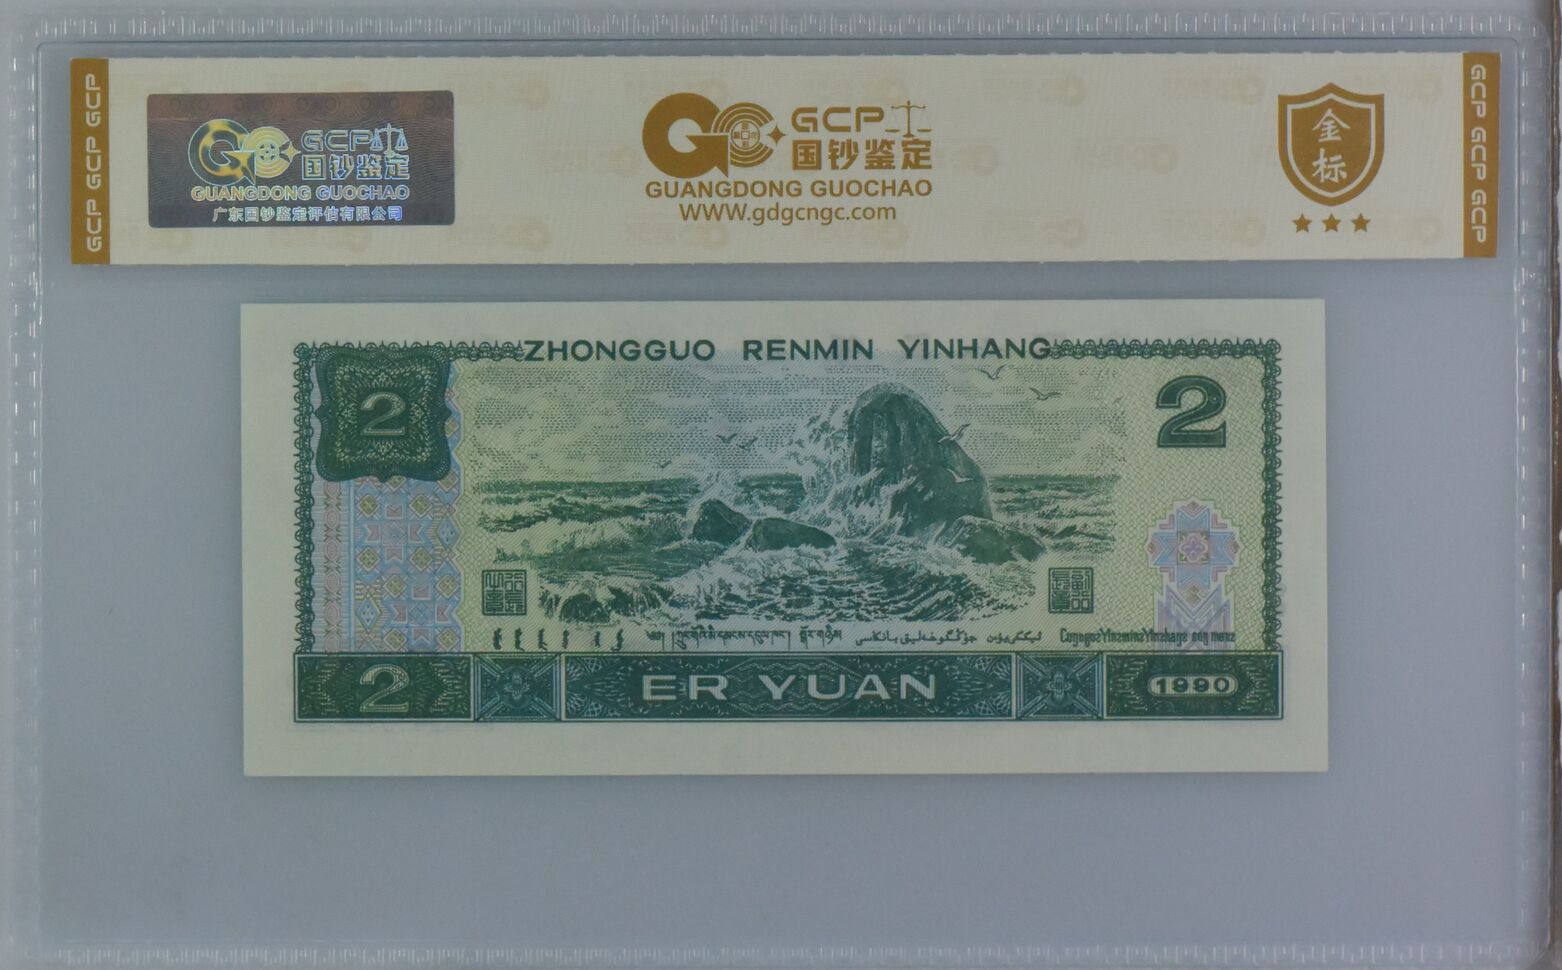 GCP GCP GCP
GCP
国钞鉴定
GUANGDONG GUOCHAO
广东国钞鉴定评估有限公司
GCP
国钞鉴定
GUANGDONG GUOCHAO
WWW.gdgcngc.com
金标
GCP GCP GCP
ZHONGGUO RENMIN YINHANG
2
2
2
ER YUAN
1990